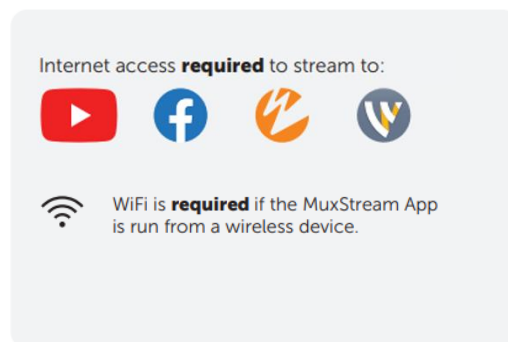 Internet access required to stream to:
WiFi is required if the MuxStream App
is run from a wireless device.